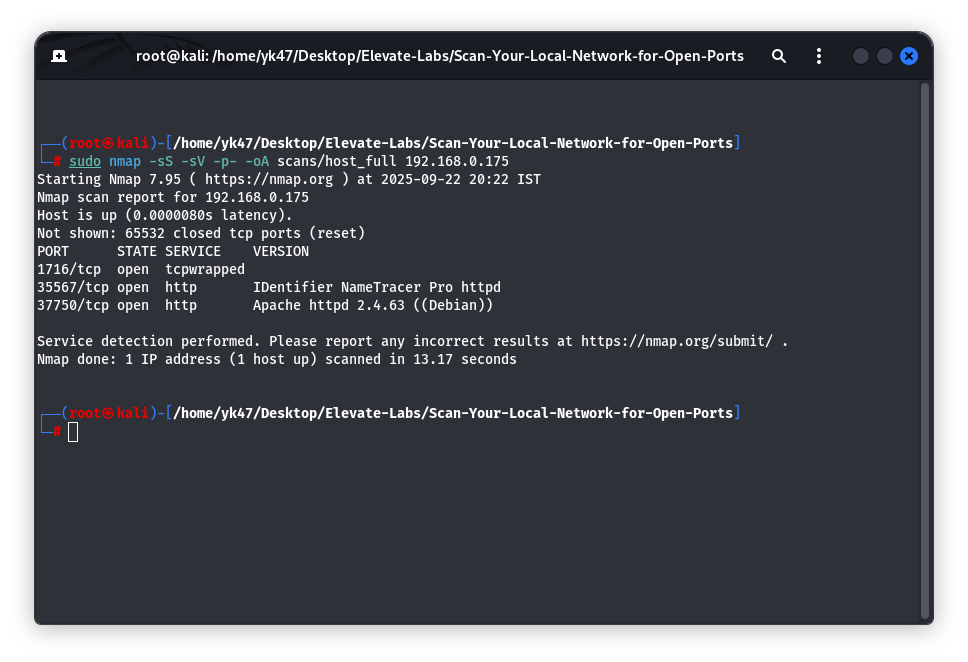 root@kali: /home/yk47/Desktop/Elevate-Labs/Scan-Your-Local-Network-for-Open-Ports
┌──(root㉿kali)-[/home/yk47/Desktop/Elevate-Labs/Scan-Your-Local-Network-for-Open-Ports]
└─# sudo nmap -sS -sV -p- -oA scans/host_full 192.168.0.175
Starting Nmap 7.95 ( https://nmap.org ) at 2025-09-22 20:22 IST
Nmap scan report for 192.168.0.175
Host is up (0.0000080s latency).
Not shown: 65532 closed tcp ports (reset)
PORT      STATE SERVICE    VERSION
1716/tcp  open  tcpwrapped
35567/tcp open  http       IDentifier NameTracer Pro httpd
37750/tcp open  http       Apache httpd 2.4.63 ((Debian))
Service detection performed. Please report any incorrect results at https://nmap.org/submit/ .
Nmap done: 1 IP address (1 host up) scanned in 13.17 seconds
┌──(root㉿kali)-[/home/yk47/Desktop/Elevate-Labs/Scan-Your-Local-Network-for-Open-Ports]
└─#